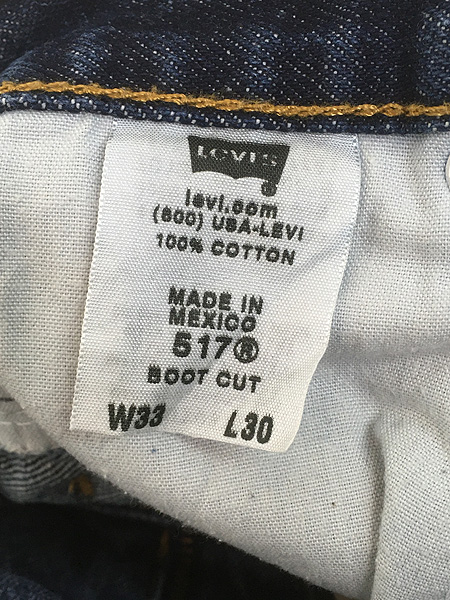 LEVI'S
®
levi.com
(800) USA-LEVI
100% COTTON
MADE IN
MEXICO
517®
BOOT CUT
W33 L30